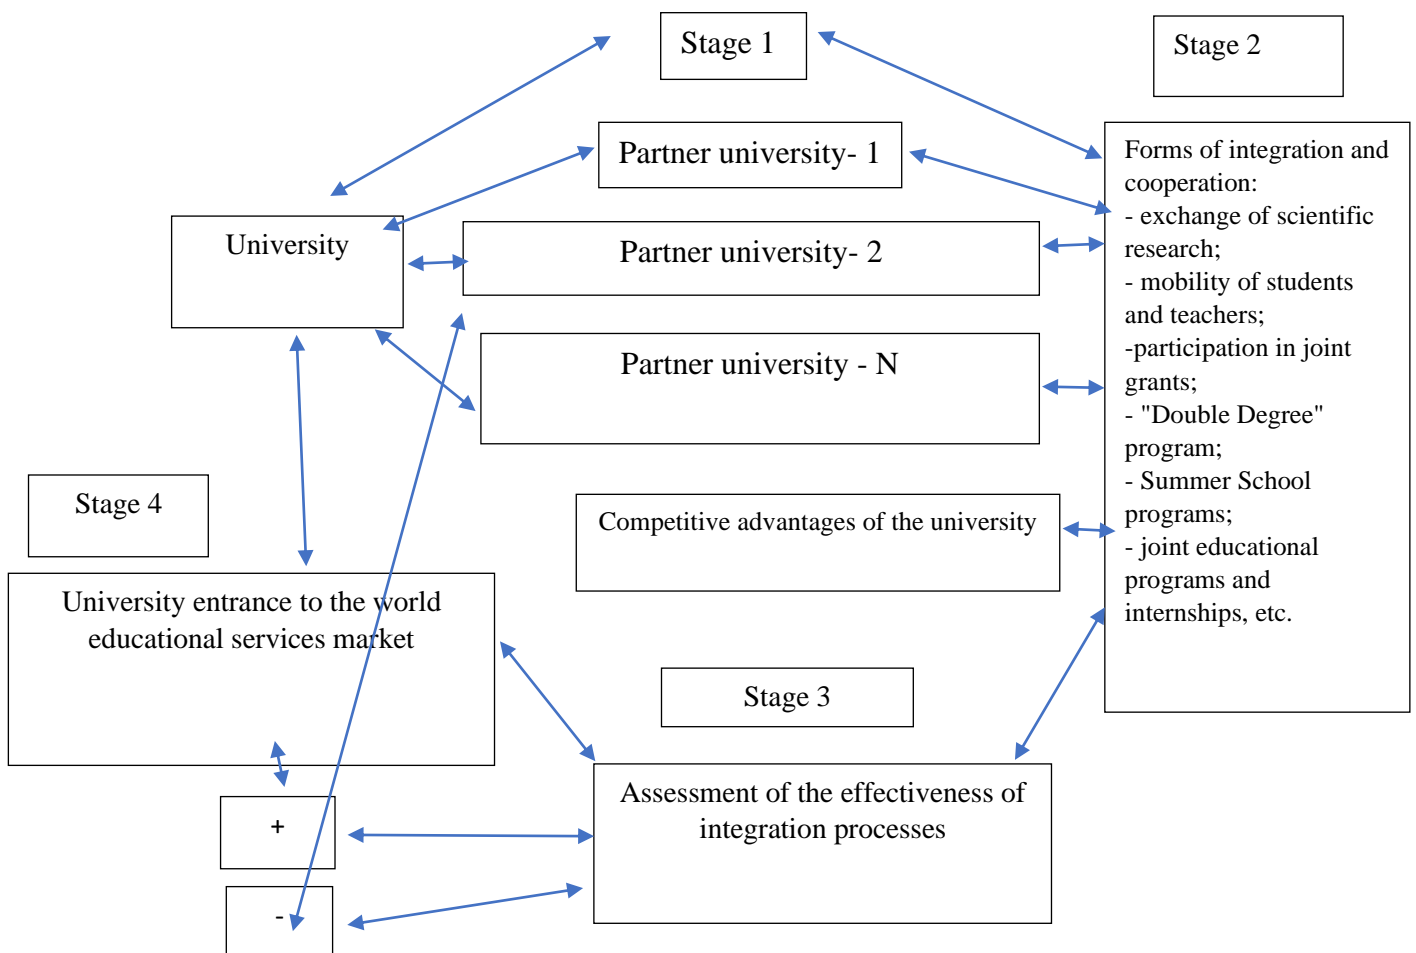 Stage 1
Stage 2
Partner university- 1
Forms of integration and
cooperation:
- exchange of scientific
research;
- mobility of students
and teachers;
-participation in joint
grants;
- "Double Degree"
program;
- Summer School
programs;
- joint educational
programs and
internships, etc.
University
Partner university- 2
Partner university - N
Stage 4
Competitive advantages of the university
University entrance to the world
educational services market
Stage 3
Assessment of the effectiveness of
integration processes
+
-